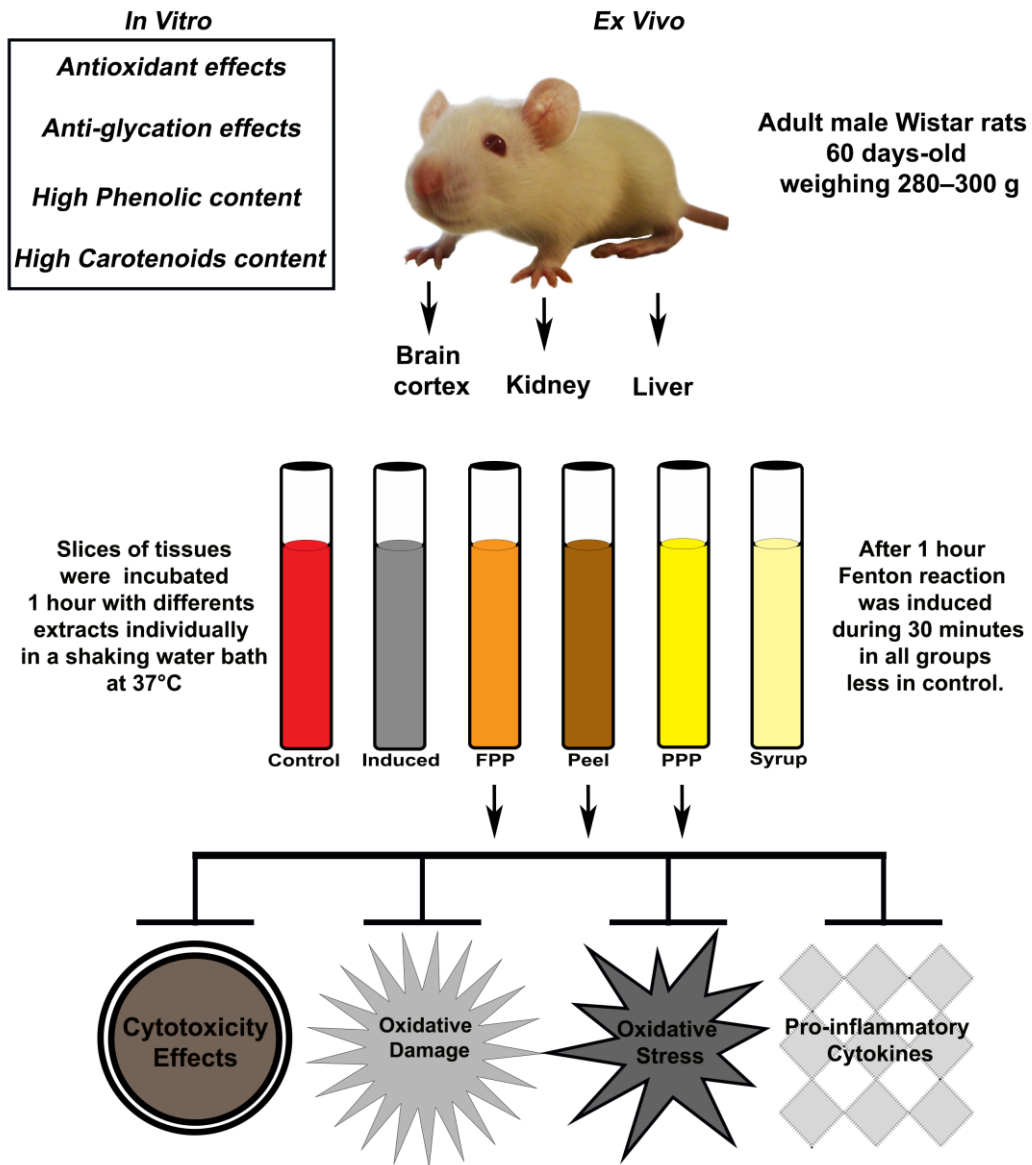 In Vitro
Antioxidant effects
Anti-glycation effects
High Phenolic content
High Carotenoids content
Ex Vivo
Adult male Wistar rats
60 days-old
weighing 280–300 g
Brain
cortex
Kidney
Liver
Slices of tissues
were incubated
1 hour with differents
extracts individually
in a shaking water bath
at 37°C
Control
Induced
FPP
Peel
PPP
Syrup
After 1 hour
Fenton reaction
was induced
during 30 minutes
in all groups
less in control.
Cytotoxicity
Effects
Oxidative
Damage
Oxidative
Stress
Pro-inflammatory
Cytokines